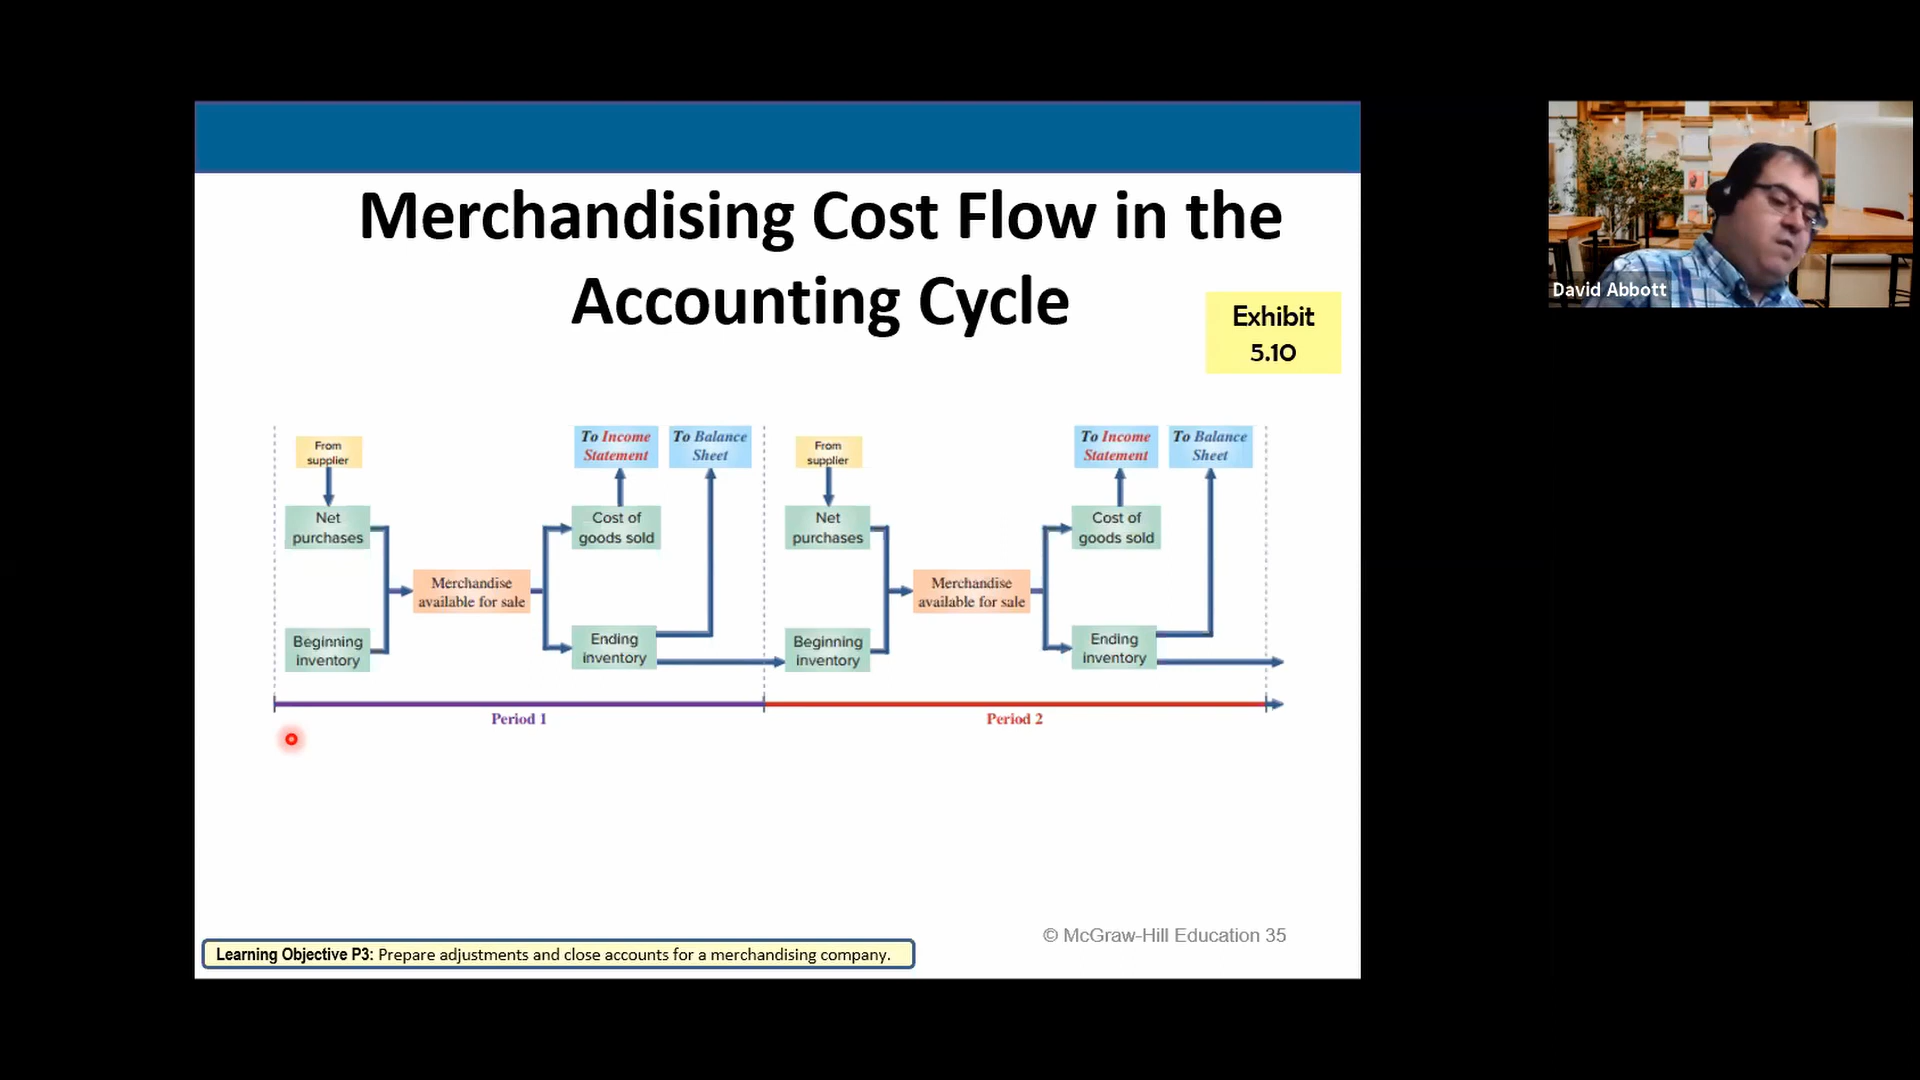 Merchandising Cost Flow in the
Accounting Cycle
Exhibit
5.10
From
supplier
To Income
Statement
To Balance
Sheet
Net
purchases
Cost of
goods sold
Merchandise
available for sale
Beginning
inventory
Ending
inventory
Period 1
From
supplier
To Income
Statement
To Balance
Sheet
Net
purchases
Cost of
goods sold
Merchandise
available for sale
Beginning
inventory
Ending
inventory
Period 2
© McGraw-Hill Education 35
Learning Objective P3: Prepare adjustments and close accounts for a merchandising company.
David Abbott